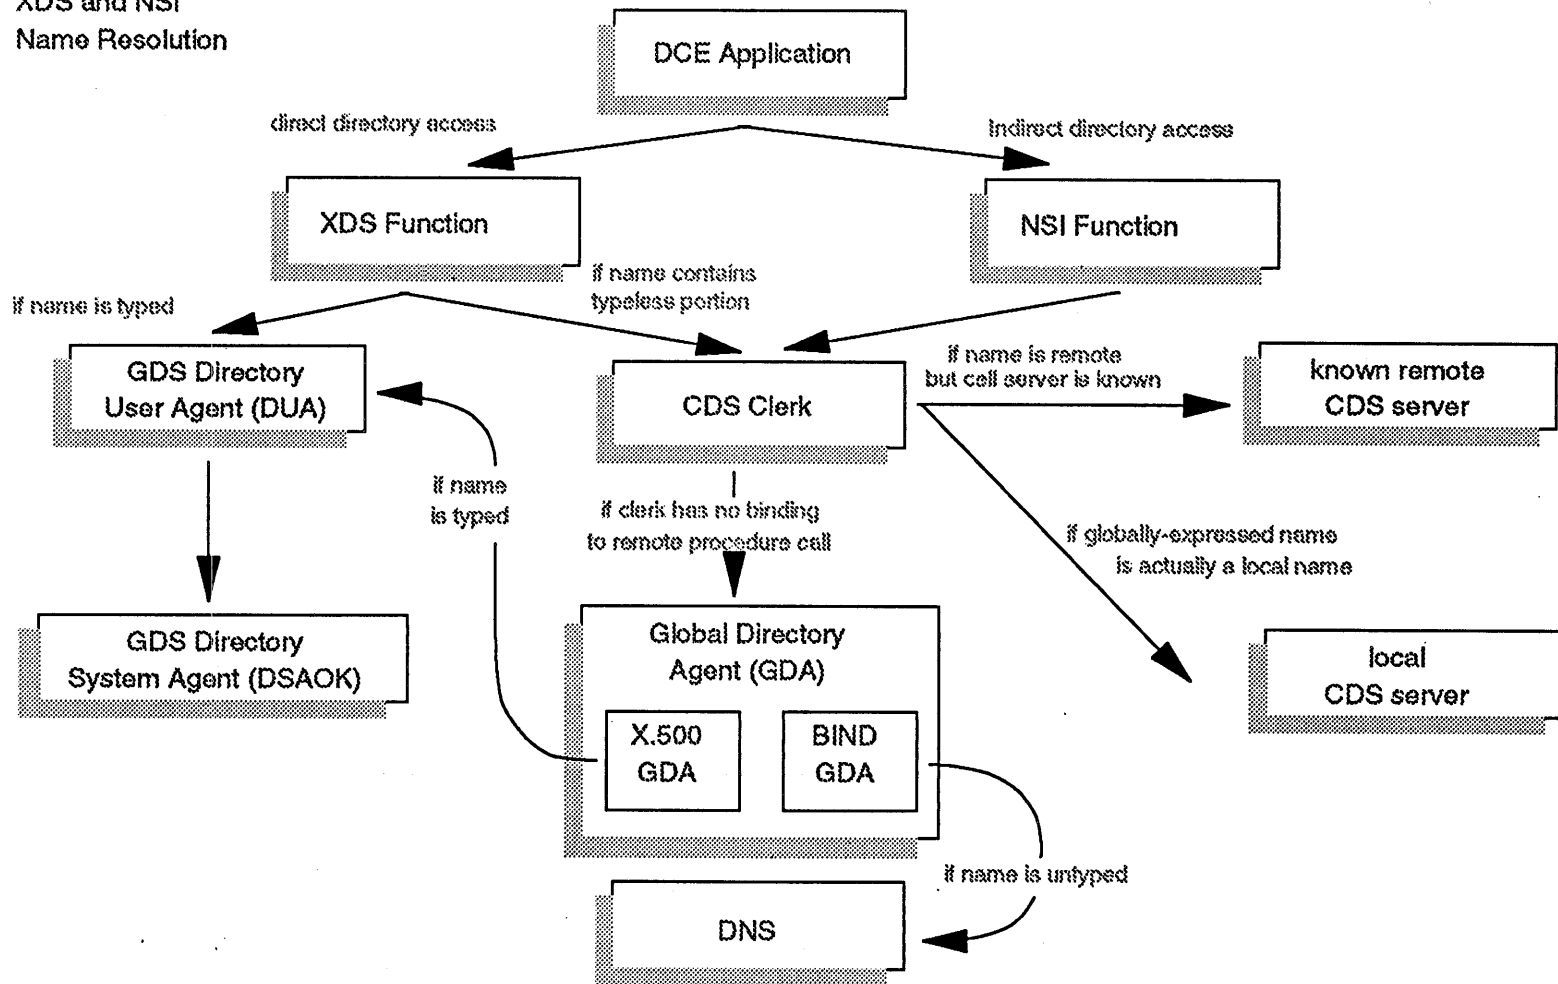 XDS and NSI
Name Resolution
DCE Application
direct directory access
indirect directory access
XDS Function
NSI Function
if name is typed
if name contains
typeless portion
GDS Directory
User Agent (DUA)
CDS Clerk
if name is remote
but cell server is known
known remote
CDS server
if name
is typed
if clerk has no binding
to remote procedure call
if globally-expressed name
is actually a local name
GDS Directory
System Agent (DSAOK)
Global Directory
Agent (GDA)
local
CDS server
X.500
GDA
BIND
GDA
if name is untyped
DNS